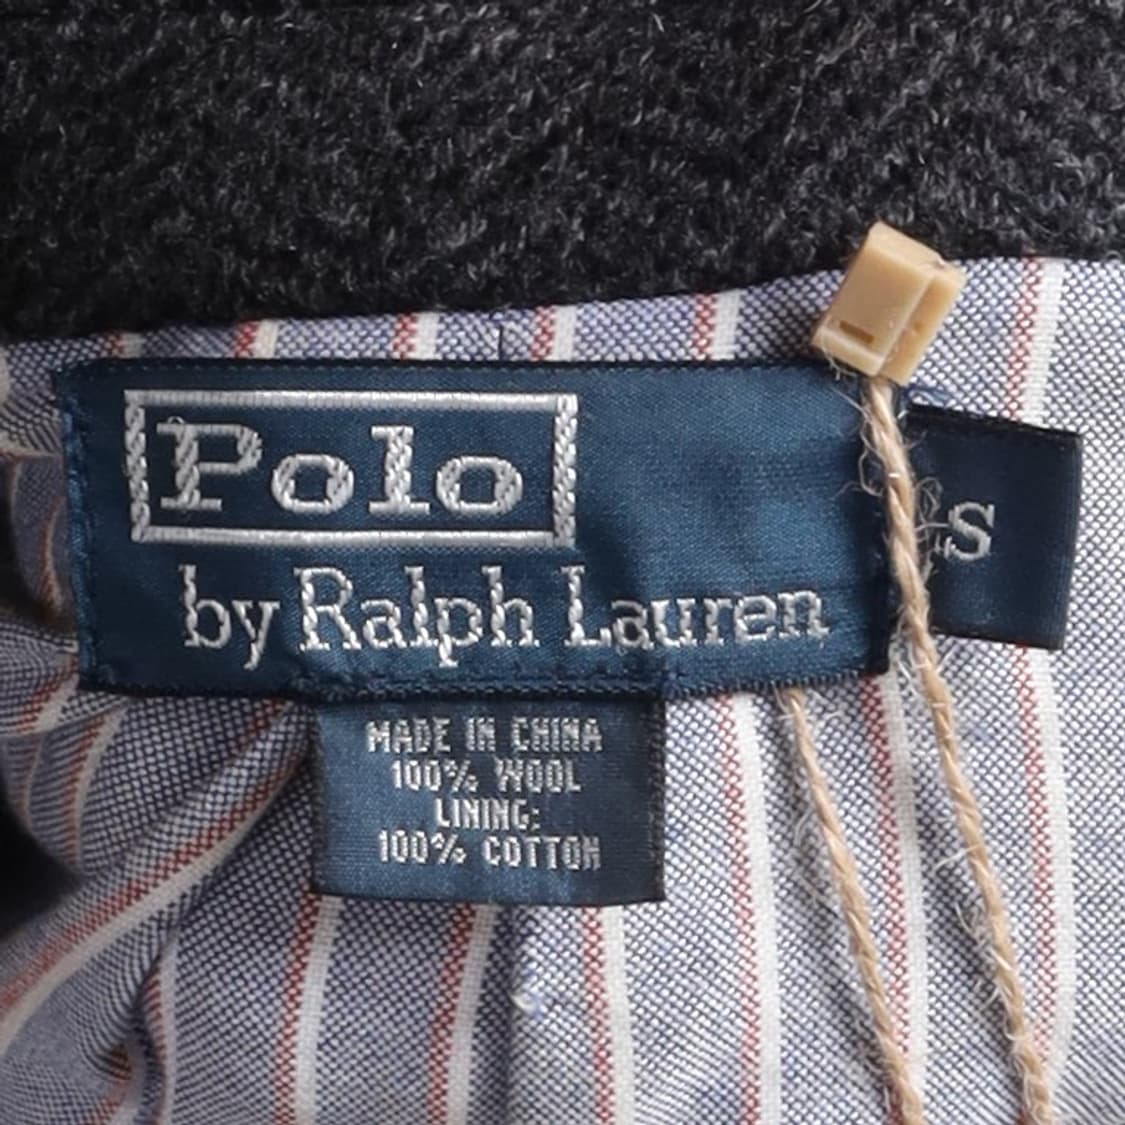 Polo
by Ralph Lauren
S
MADE IN CHINA
100% WOOL
LINING:
100% COTTON